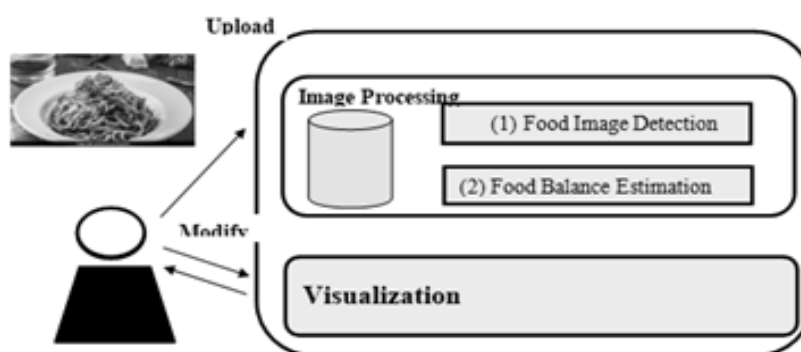 Upload
Image Processing
(1) Food Image Detection
(2) Food Balance Estimation
Modify
Visualization